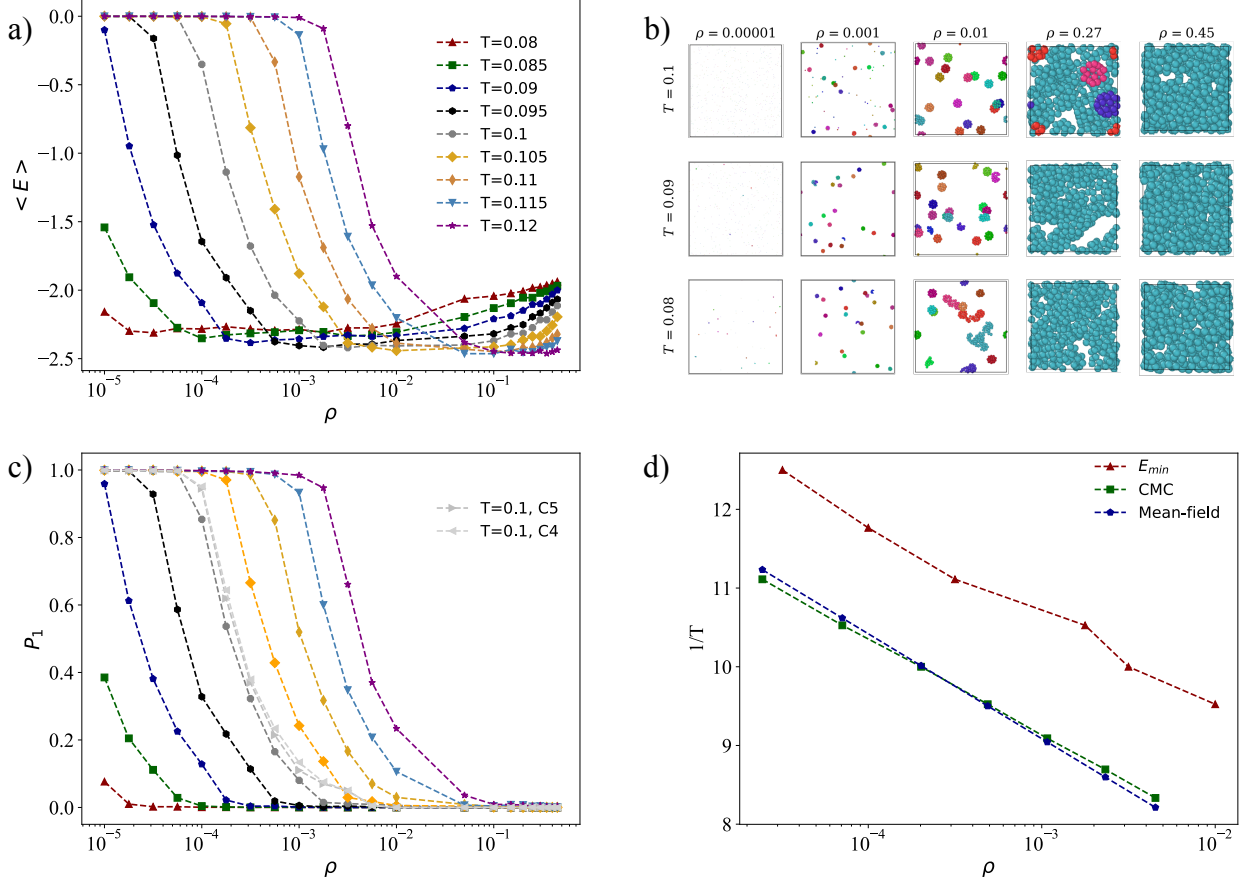 a)
< E >
0.0
−0.5
−1.0
−1.5
−2.0
−2.5
10⁻⁵
10⁻⁴
10⁻³
10⁻²
10⁻¹
ρ
T=0.08
T=0.085
T=0.09
T=0.095
T=0.1
T=0.105
T=0.11
T=0.115
T=0.12
b)
ρ = 0.00001
ρ = 0.001
ρ = 0.01
ρ = 0.27
ρ = 0.45
T = 0.1
T = 0.09
T = 0.08
c)
P₁
1.0
0.8
0.6
0.4
0.2
0.0
10⁻⁵
10⁻⁴
10⁻³
10⁻²
10⁻¹
ρ
T=0.1, C5
T=0.1, C4
d)
1/T
12
11
10
9
8
10⁻⁴
10⁻³
10⁻²
ρ
E_min
CMC
Mean-field